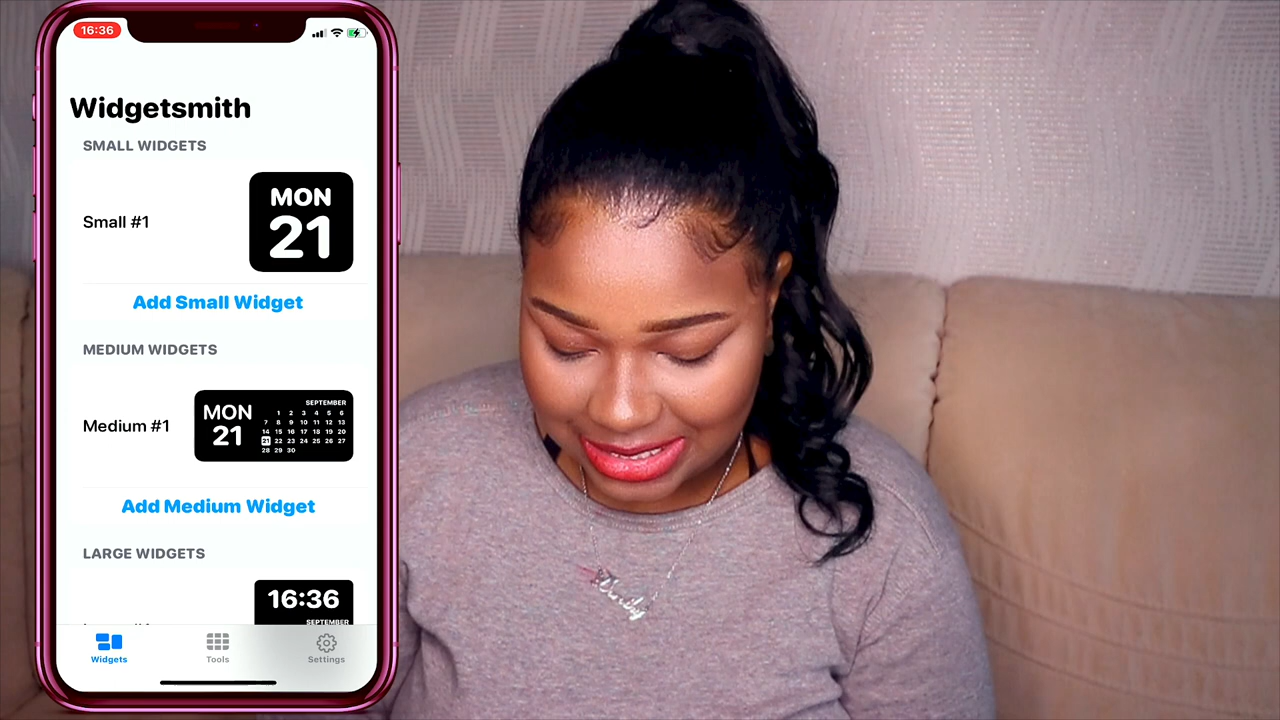 16:36
Widgetsmith
SMALL WIDGETS
Small #1
MON
21
Add Small Widget
MEDIUM WIDGETS
Medium #1
MON
21
SEPTEMBER
1 2 3 4 5 6
7 8 9 10 11 12 13
14 15 16 17 18 19 20
21 22 23 24 25 26 27
28 29 30
Add Medium Widget
LARGE WIDGETS
16:36
SEPTEMBER
Widgets
Tools
Settings